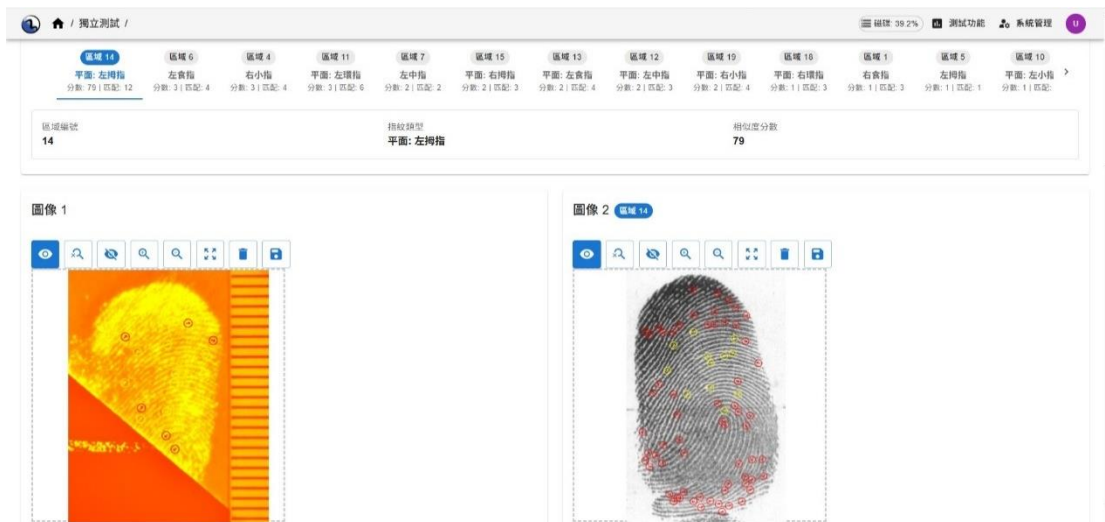 / 獨立測試 /
磁碟: 39.2%
測試功能
系統管理
U
區域 14
平面: 左拇指
分數: 79 | 匹配: 12
區域 6
左食指
分數: 3 | 匹配: 4
區域 4
右小指
分數: 3 | 匹配: 4
區域 11
平面: 左環指
分數: 3 | 匹配: 6
區域 7
左中指
分數: 2 | 匹配: 2
區域 15
平面: 右拇指
分數: 2 | 匹配: 3
區域 13
平面: 左食指
分數: 2 | 匹配: 4
區域 12
平面: 左中指
分數: 2 | 匹配: 3
區域 19
平面: 右小指
分數: 2 | 匹配: 4
區域 18
平面: 右環指
分數: 1 | 匹配: 3
區域 1
右食指
分數: 1 | 匹配: 3
區域 5
左拇指
分數: 1 | 匹配: 1
區域 10
平面: 左小指
分數: 1 | 匹配:
區域編號
14
指紋類型
平面: 左拇指
相似度分數
79
圖像 1
圖像 2 區域 14